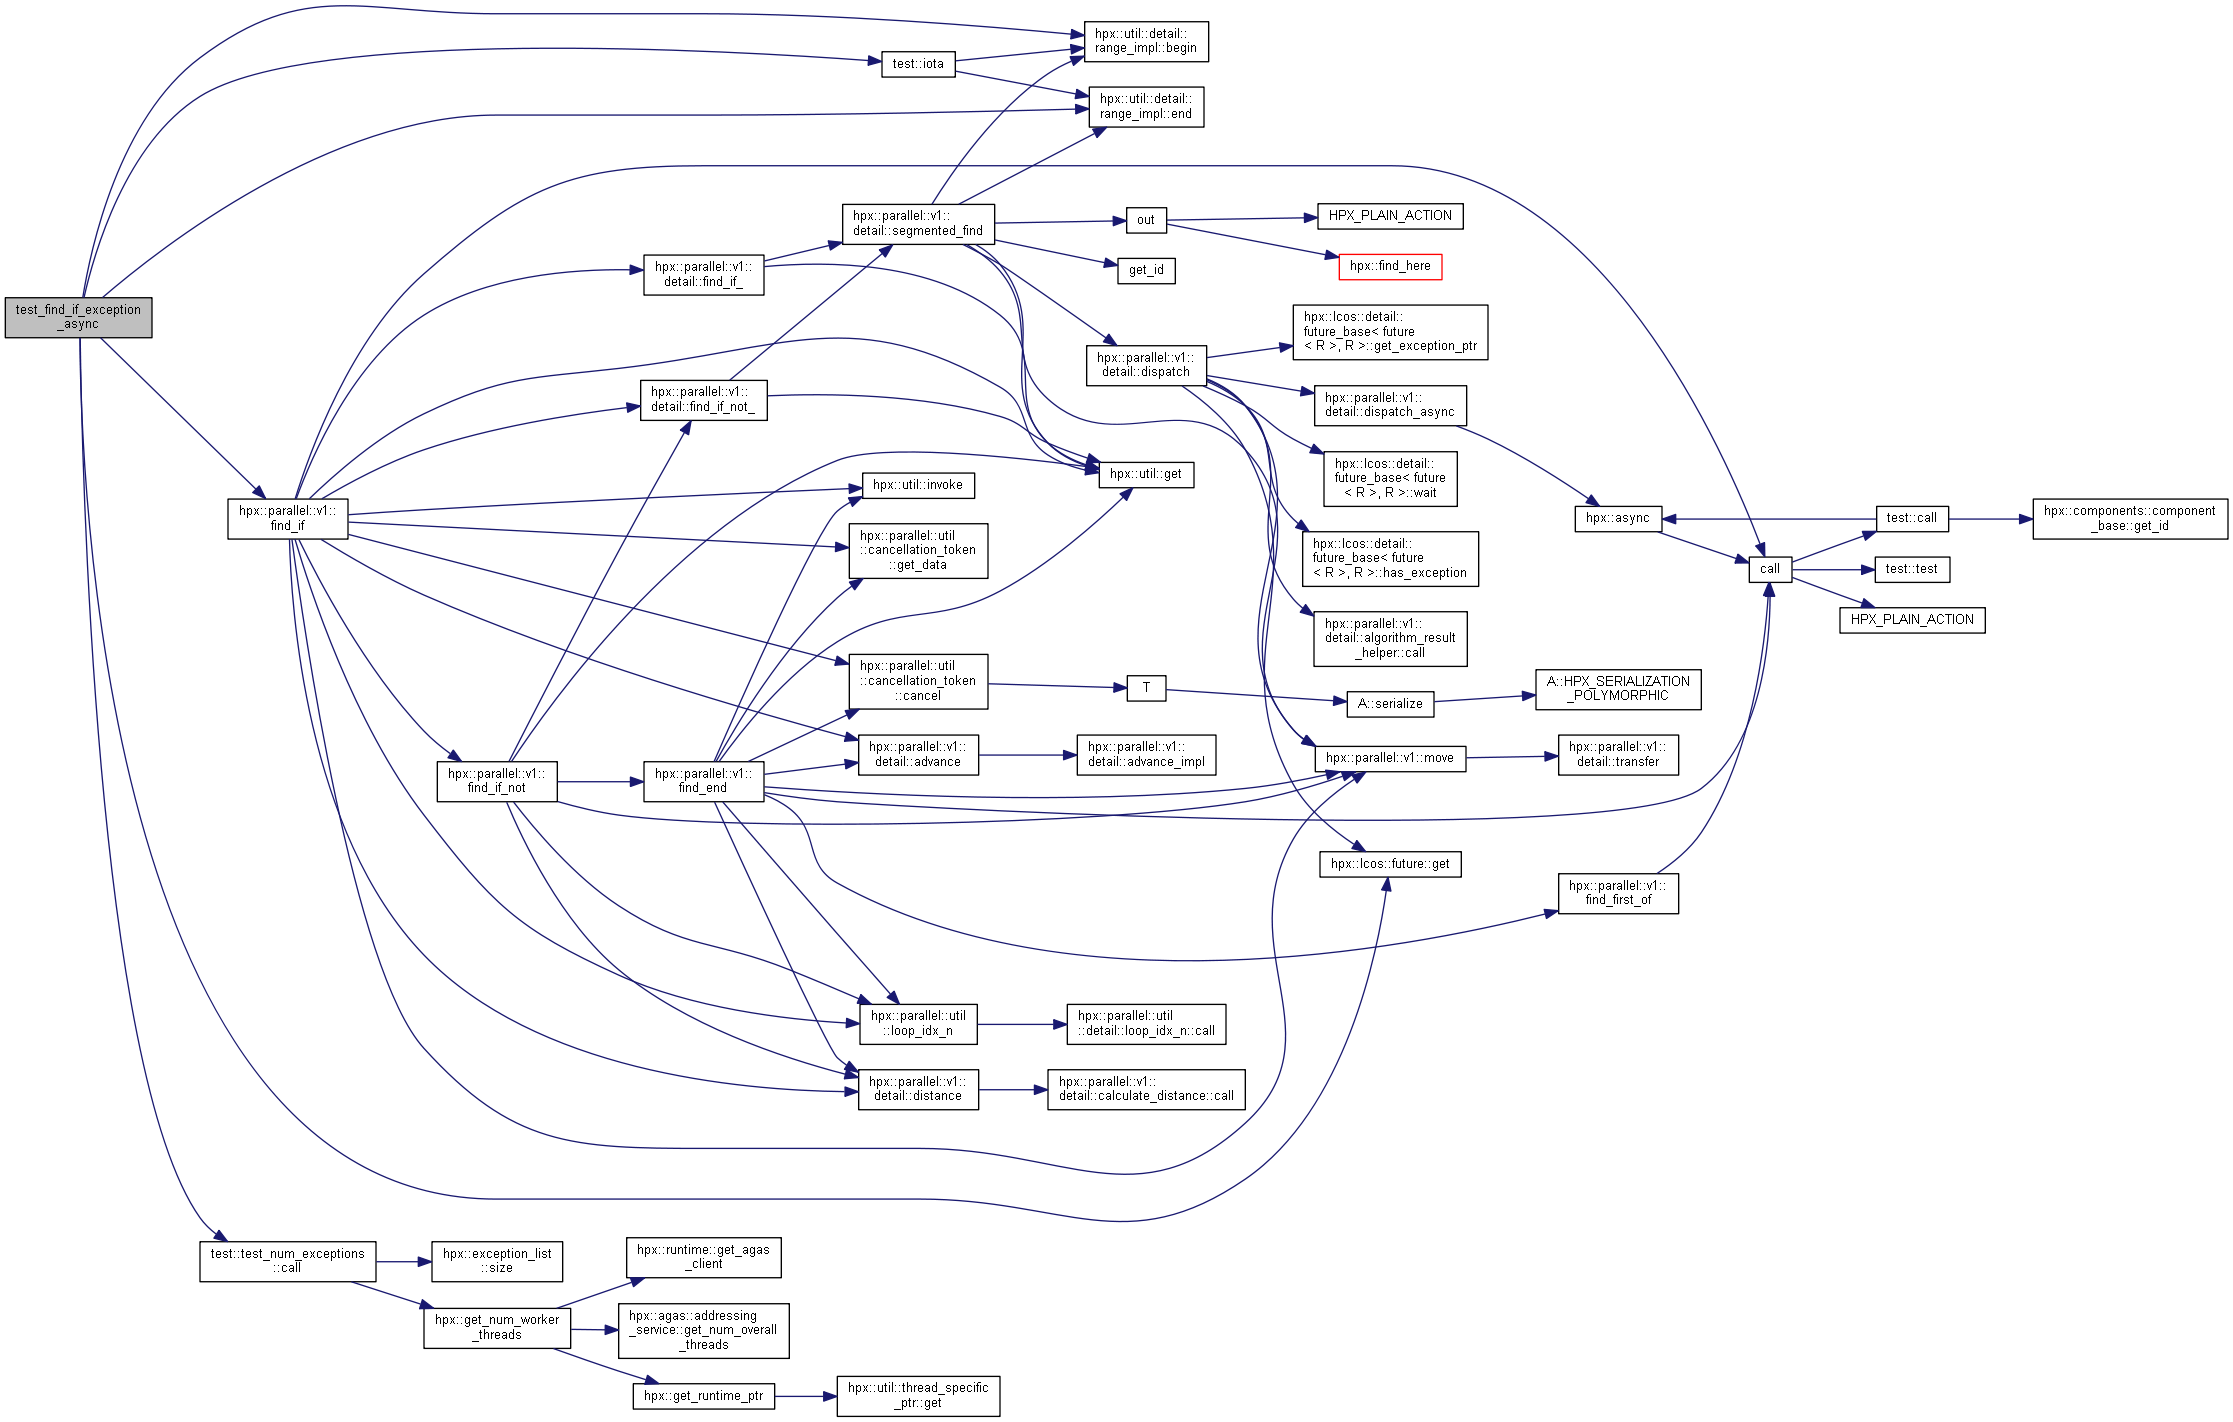 test_find_if_exception
_async
hpx::util::detail::
range_impl::begin
test::iota
hpx::util::detail::
range_impl::end
hpx::parallel::v1::
detail::segmented_find
out
HPX_PLAIN_ACTION
hpx::find_here
get_id
hpx::parallel::v1::
detail::find_if_
hpx::parallel::v1::
detail::dispatch
hpx::lcos::detail::
future_base< future
< R >, R >::get_exception_ptr
hpx::parallel::v1::
detail::dispatch_async
hpx::parallel::v1::
detail::find_if_not_
hpx::util::get
hpx::lcos::detail::
future_base< future
< R >, R >::wait
hpx::util::invoke
hpx::parallel::v1::
find_if
hpx::async
test::call
hpx::components::component
_base::get_id
hpx::parallel::util
::cancellation_token
::get_data
hpx::lcos::detail::
future_base< future
< R >, R >::has_exception
call
test::test
HPX_PLAIN_ACTION
hpx::parallel::v1::
detail::algorithm_result
_helper::call
hpx::parallel::util
::cancellation_token
::cancel
T
A::serialize
A::HPX_SERIALIZATION
_POLYMORPHIC
hpx::parallel::v1::
detail::advance
hpx::parallel::v1::
detail::advance_impl
hpx::parallel::v1::move
hpx::parallel::v1::
detail::transfer
hpx::parallel::v1::
find_if_not
hpx::parallel::v1::
find_end
hpx::lcos::future::get
hpx::parallel::v1::
find_first_of
hpx::parallel::util
::loop_idx_n
hpx::parallel::util
::detail::loop_idx_n::call
hpx::parallel::v1::
detail::distance
hpx::parallel::v1::
detail::calculate_distance::call
test::test_num_exceptions
::call
hpx::exception_list
::size
hpx::runtime::get_agas
_client
hpx::get_num_worker
_threads
hpx::agas::addressing
_service::get_num_overall
_threads
hpx::get_runtime_ptr
hpx::util::thread_specific
_ptr::get